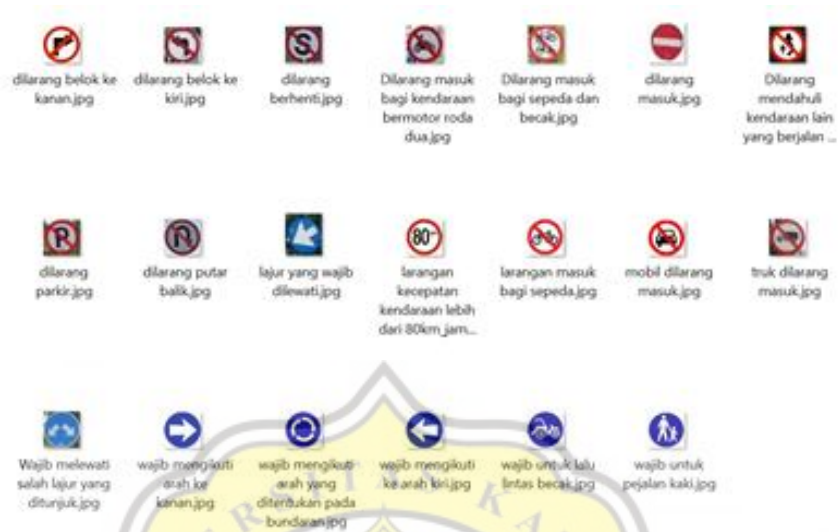 dilarang belok ke
kanan.jpg
dilarang belok ke
kiri.jpg
S
dilarang
berhenti.jpg
Dilarang masuk
bagi kendaraan
bermotor roda
dua.jpg
Dilarang masuk
bagi sepeda dan
becak.jpg
dilarang
masuk.jpg
Dilarang
mendahuli
kendaraan lain
yang berjalan ...
P
dilarang
parkir.jpg
dilarang putar
balik.jpg
lajur yang wajib
dilewati.jpg
80
larangan
kecepatan
kendaraan lebih
dari 80km_jam...
larangan masuk
bagi sepeda.jpg
mobil dilarang
masuk.jpg
truk dilarang
masuk.jpg
Wajib melewati
salah lajur yang
ditunjuk.jpg
wajib mengikuti
arah ke
kanan.jpg
wajib mengikuti
arah yang
ditentukan pada
bundaran.jpg
wajib mengikuti
ke arah kiri.jpg
wajib untuk lalu
lintas becak.jpg
wajib untuk
pejalan kaki.jpg